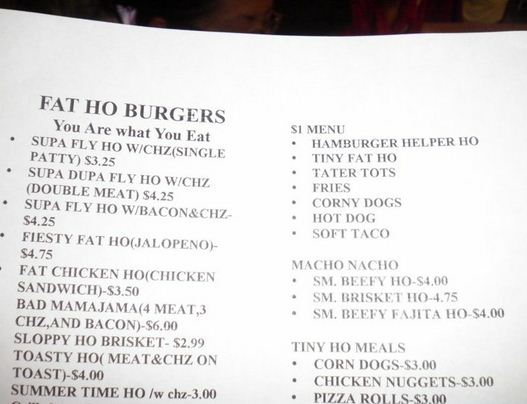 FAT HO BURGERS
You Are what You Eat
• SUPA FLY HO W/CHZ(SINGLE
PATTY) $3.25
• SUPA DUPA FLY HO W/CHZ
(DOUBLE MEAT) $4.25
• SUPA FLY HO W/BACON&CHZ-
$4.25
• FIESTY FAT HO(JALOPENO)-
$4.75
• FAT CHICKEN HO(CHICKEN
SANDWICH)-$3.50
BAD MAMAJAMA(4 MEAT,3
CHZ,AND BACON)-$6.00
SLOPPY HO BRISKET- $2.99
TOASTY HO( MEAT&CHZ ON
TOAST)-$4.00
SUMMER TIME HO /w chz-3.00
$1 MENU
• HAMBURGER HELPER HO
• TINY FAT HO
• TATER TOTS
• FRIES
• CORNY DOGS
• HOT DOG
• SOFT TACO
MACHO NACHO
• SM. BEEFY HO-$4.00
• SM. BRISKET HO-4.75
• SM. BEEFY FAJITA HO-$4.00
TINY HO MEALS
• CORN DOGS-$3.00
• CHICKEN NUGGETS-$3.00
• PIZZA ROLLS-$3.00